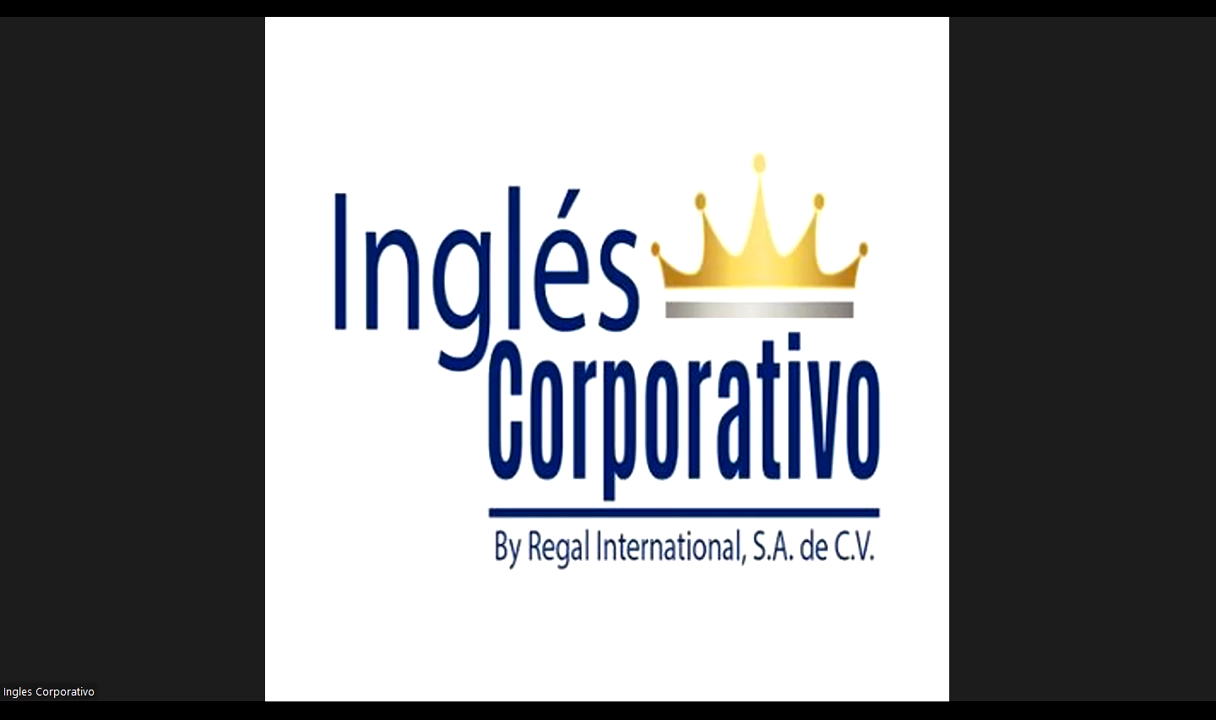 Inglés
Corporativo
By Regal International, S.A. de C.V.
Ingles Corporativo